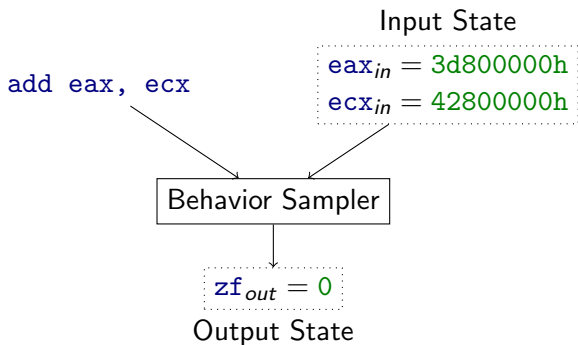 Input State
add eax, ecx
eax_in = 3d800000h
ecx_in = 42800000h
Behavior Sampler
zf_out = 0
Output State